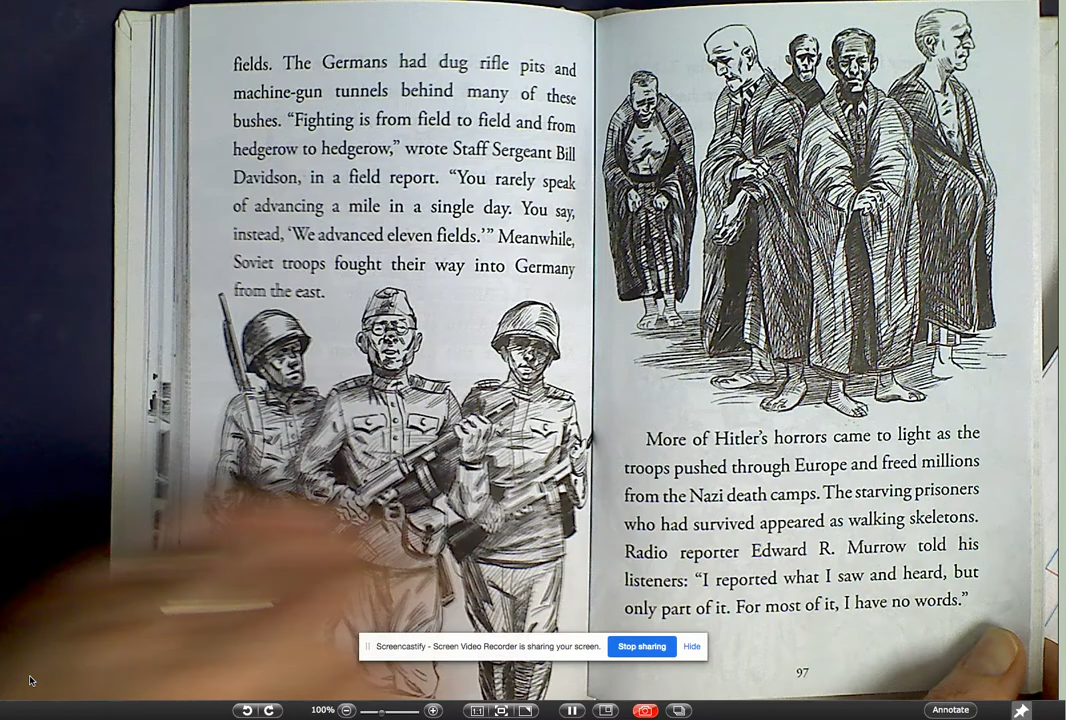 fields. The Germans had dug rifle pits and
machine-gun tunnels behind many of these
bushes. “Fighting is from field to field and from
hedgerow to hedgerow,” wrote Staff Sergeant Bill
Davidson, in a field report. “You rarely speak
of advancing a mile in a single day. You say,
instead, ‘We advanced eleven fields.’” Meanwhile,
Soviet troops fought their way into Germany
from the east.
More of Hitler’s horrors came to light as the
troops pushed through Europe and freed millions
from the Nazi death camps. The starving prisoners
who had survived appeared as walking skeletons.
Radio reporter Edward R. Murrow told his
listeners: “I reported what I saw and heard, but
only part of it. For most of it, I have no words.”
97
Screencastify - Screen Video Recorder is sharing your screen. Stop sharing Hide
100% 1:1 Annotate